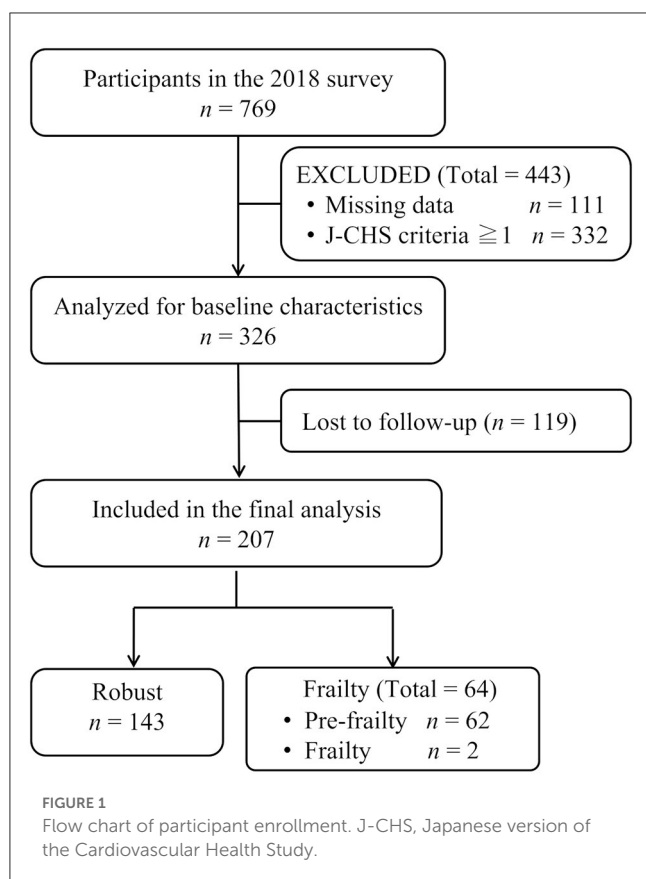 Participants in the 2018 survey
n = 769
EXCLUDED (Total = 443)
• Missing data n = 111
• J-CHS criteria ≧1 n = 332
Analyzed for baseline characteristics
n = 326
Lost to follow-up (n = 119)
Included in the final analysis
n = 207
Robust
n = 143
Frailty (Total = 64)
• Pre-frailty n = 62
• Frailty n = 2
FIGURE 1
Flow chart of participant enrollment. J-CHS, Japanese version of
the Cardiovascular Health Study.